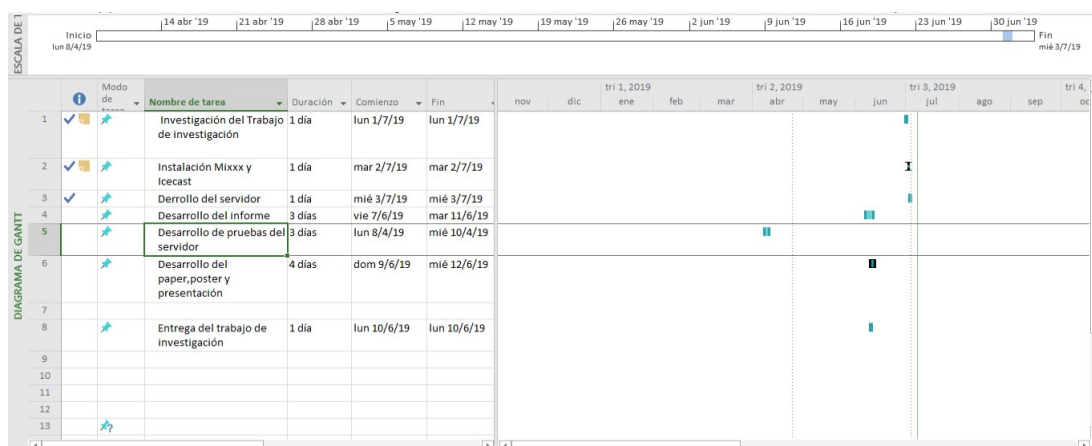 14 abr '19 21 abr '19 28 abr '19 5 may '19 12 may '19 19 may '19 26 may '19 2 jun '19 9 jun '19 16 jun '19 23 jun '19 30 jun '19
Inicio
lun 8/4/19
Fin
mié 3/7/19
ESCALA DE T
DIAGRAMA DE GANTT
Modo de Nombre de tarea Duración Comienzo Fin
tri 1, 2019 tri 2, 2019 tri 3, 2019 tri 4,
nov dic ene feb mar abr may jun jul ago sep oc
1 Investigación del Trabajo 1 día lun 1/7/19 lun 1/7/19
de investigación
2 Instalación Mixxx y 1 día mar 2/7/19 mar 2/7/19
Icecast
3 Derrollo del servidor 1 día mié 3/7/19 mié 3/7/19
4 Desarrollo del informe 3 días vie 7/6/19 mar 11/6/19
5 Desarrollo de pruebas del 3 días lun 8/4/19 mié 10/4/19
servidor
6 Desarrollo del 4 días dom 9/6/19 mié 12/6/19
paper,poster y
presentación
7
8 Entrega del trabajo de 1 día lun 10/6/19 lun 10/6/19
investigación
9
10
11
12
13